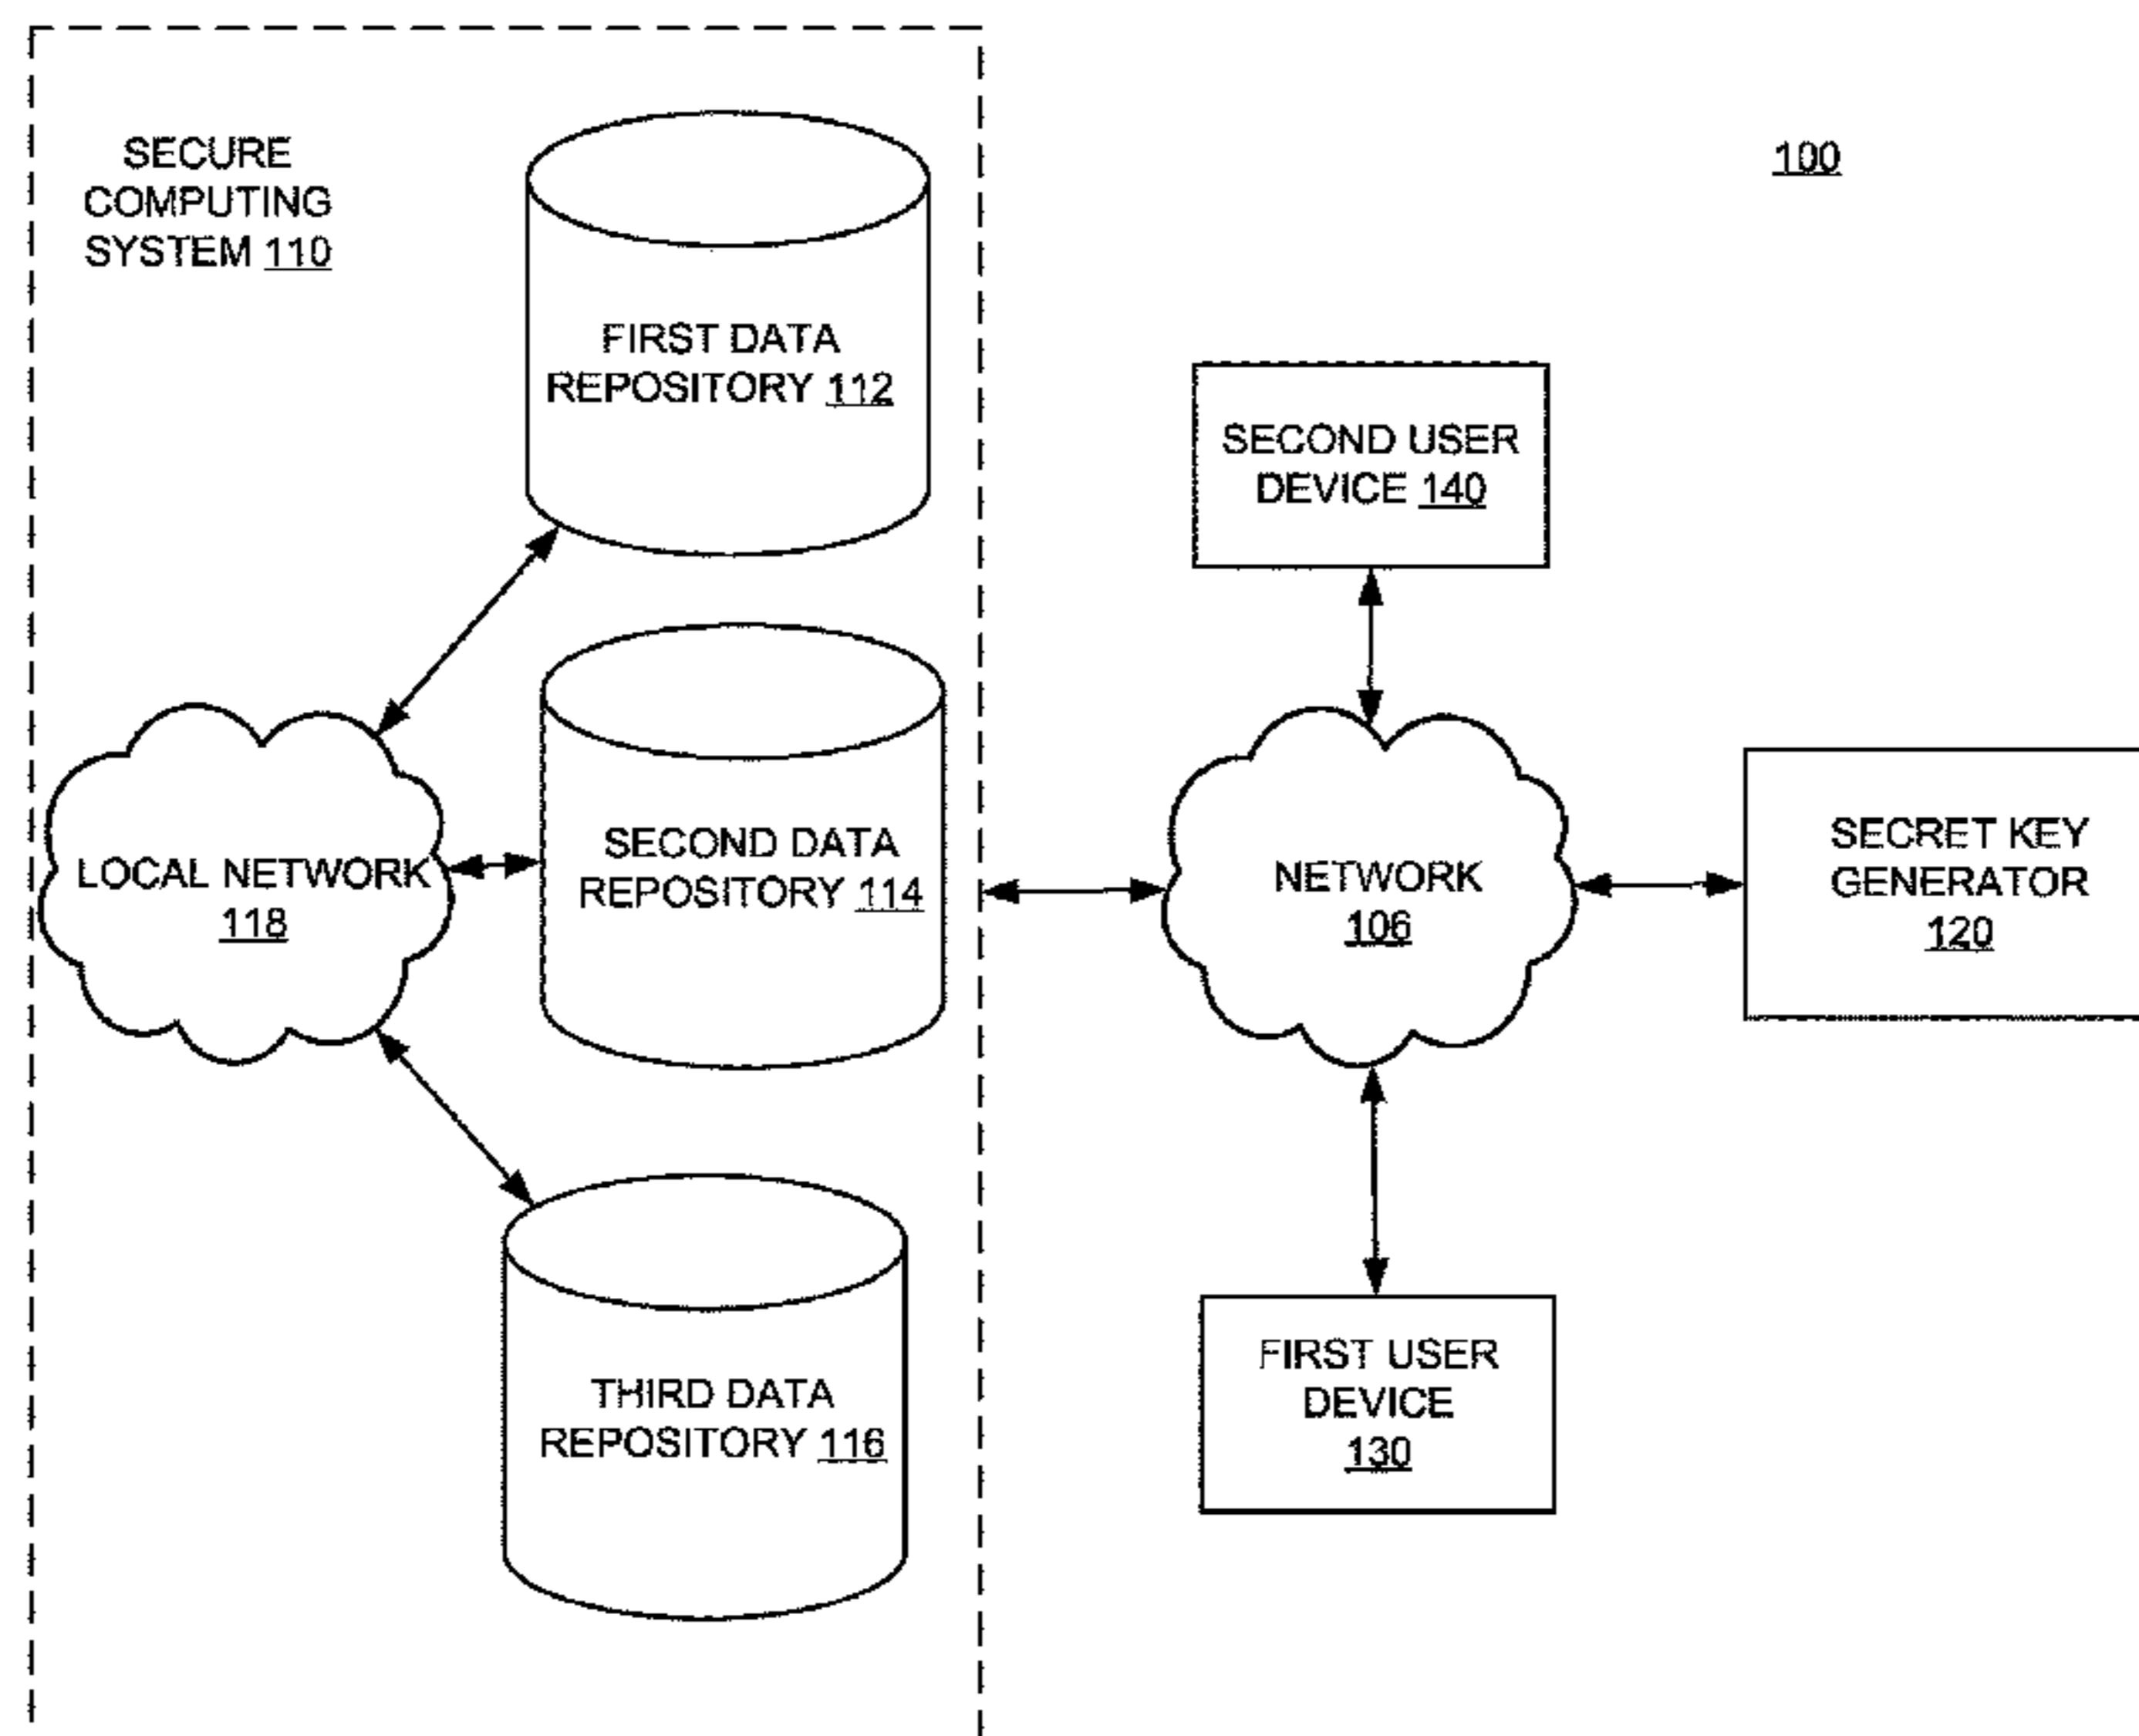 SECURE
COMPUTING
SYSTEM 110
100
FIRST DATA
REPOSITORY 112
SECOND USER
DEVICE 140
LOCAL NETWORK
118
SECOND DATA
REPOSITORY 114
NETWORK
106
SECRET KEY
GENERATOR
120
THIRD DATA
REPOSITORY 116
FIRST USER
DEVICE
130